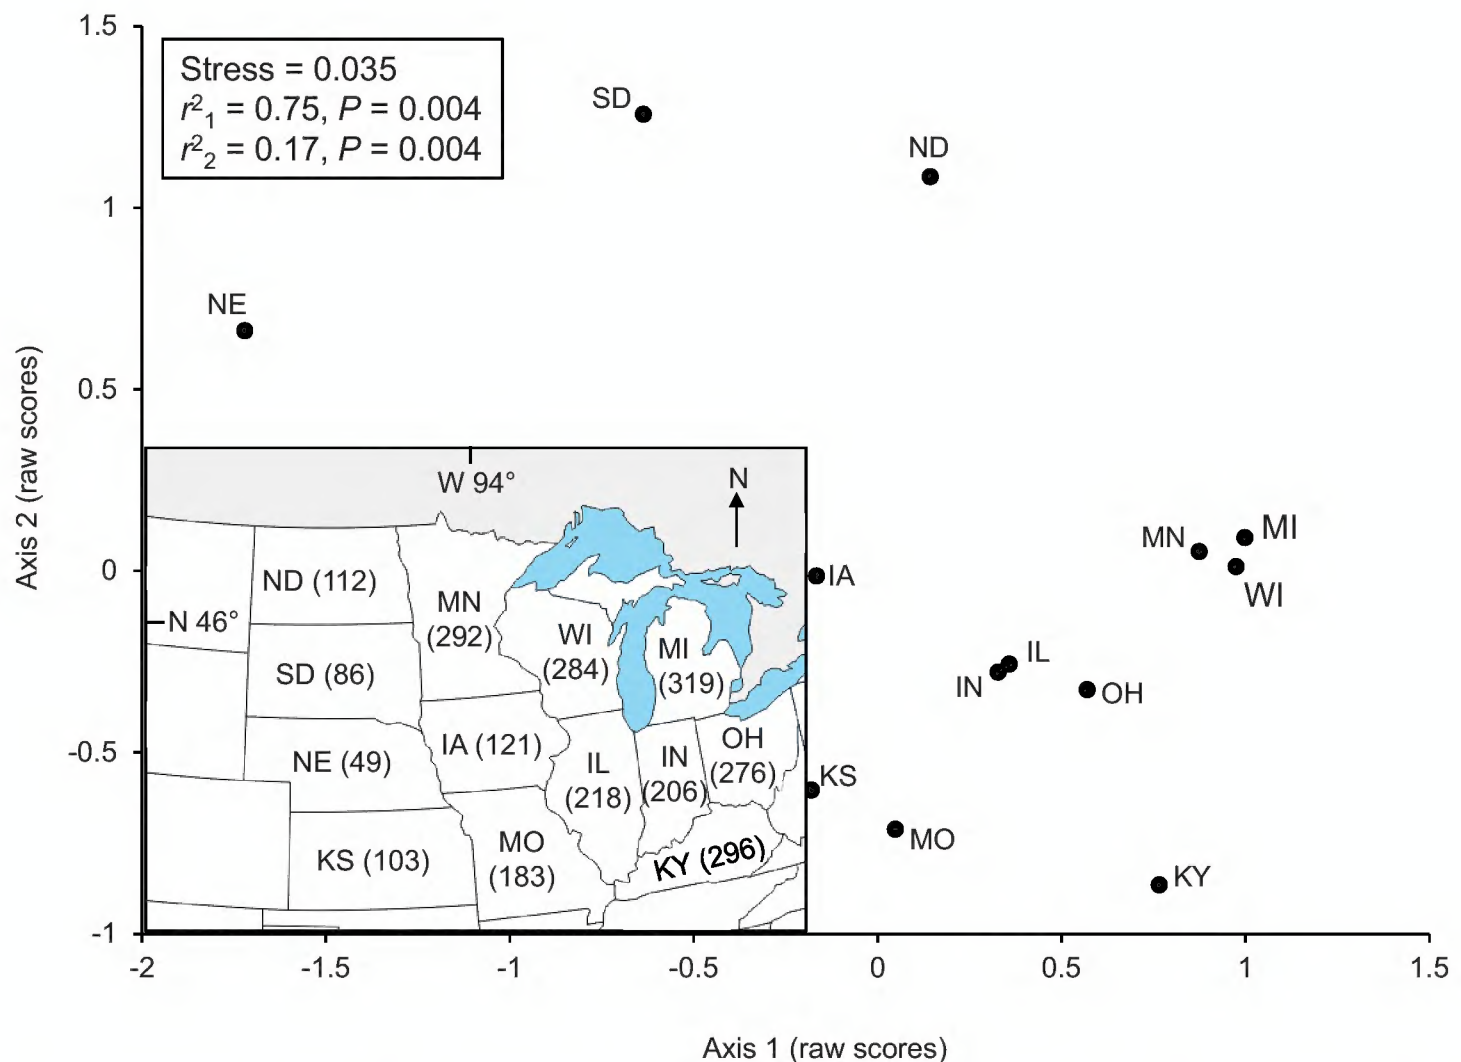 1.5
Stress = 0.035
r²₁ = 0.75, P = 0.004
r²₂ = 0.17, P = 0.004
SD
ND
1
NE
0.5
Axis 2 (raw scores)
W 94°
N
MN
MI
WI
0
IA
ND (112)
N 46°
MN
(292)
WI
(284)
MI
(319)
SD (86)
IN
IL
OH
-0.5
NE (49)
IA (121)
IL
(218)
IN
(206)
OH
(276)
KS
KS (103)
MO
(183)
KY (296)
MO
KY
-1
-2
-1.5
-1
-0.5
0
0.5
1
1.5
Axis 1 (raw scores)